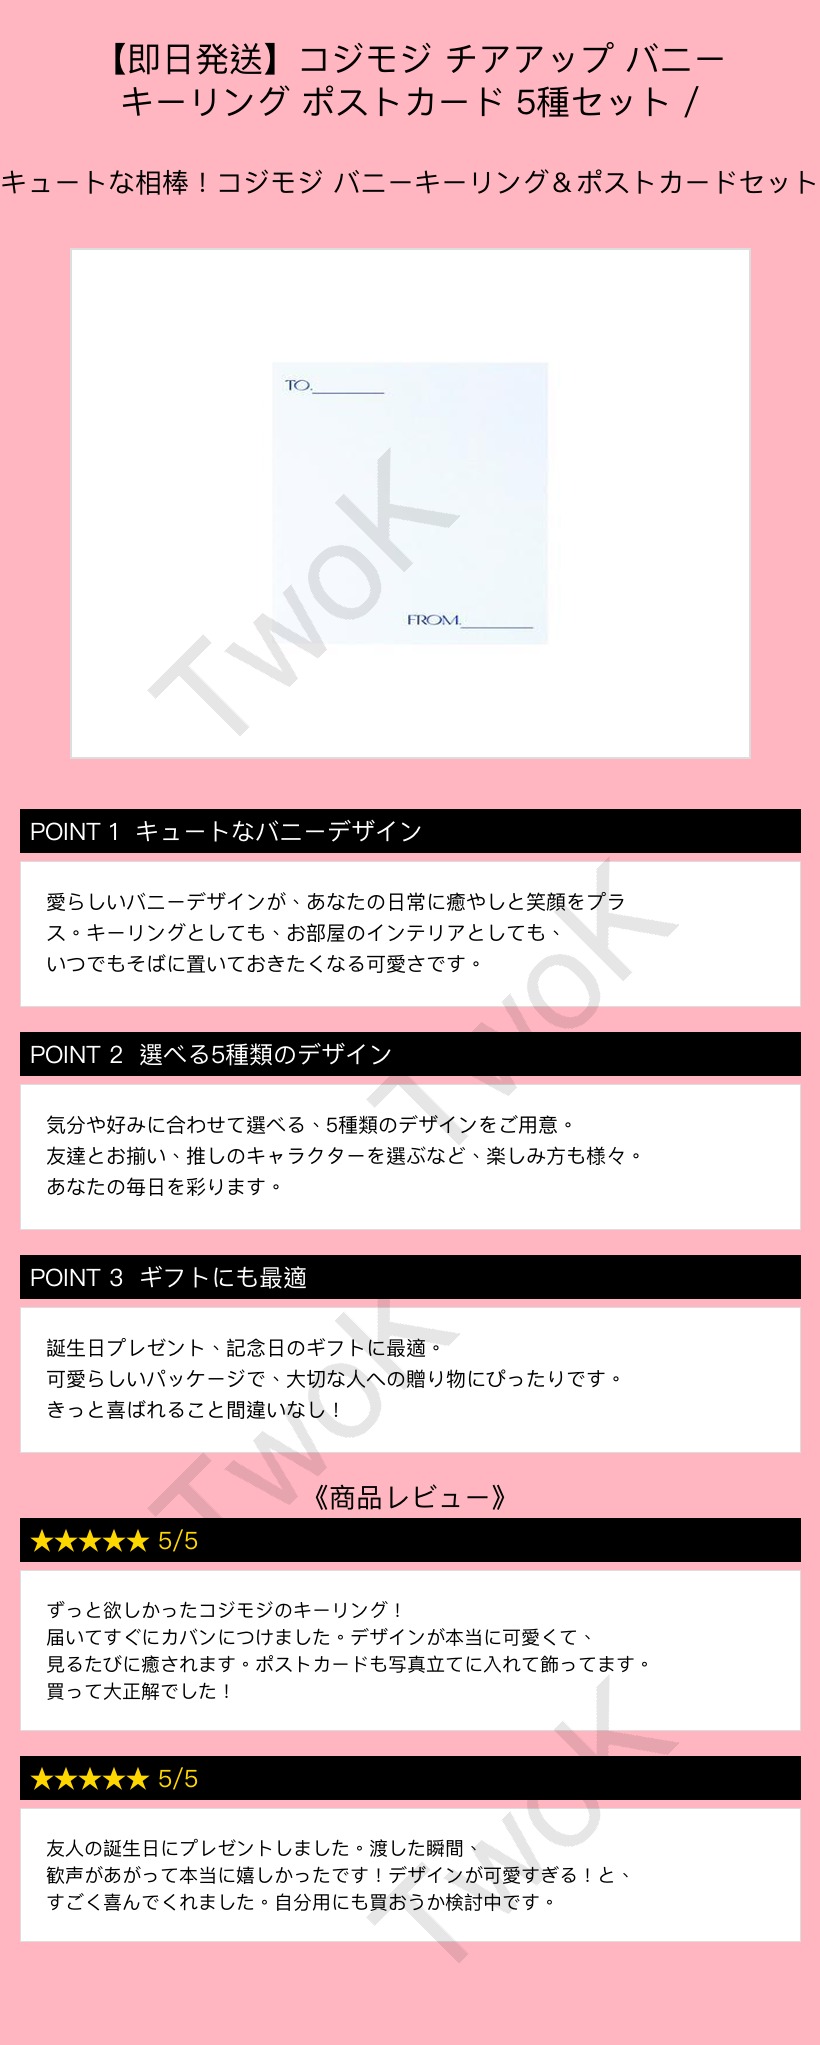 【即日発送】コジモジ チアアップ バニー
キーリング ポストカード 5種セット /
キュートな相棒！コジモジ バニーキーリング＆ポストカードセット
TO.
FROM.
TwoK
POINT 1 キュートなバニーデザイン
愛らしいバニーデザインが、あなたの日常に癒やしと笑顔をプラ
ス。キーリングとしても、お部屋のインテリアとしても、
いつでもそばに置いておきたくなる可愛さです。
TwoK
POINT 2 選べる5種類のデザイン
気分や好みに合わせて選べる、5種類のデザインをご用意。
友達とお揃い、推しのキャラクターを選ぶなど、楽しみ方も様々。
あなたの毎日を彩ります。
POINT 3 ギフトにも最適
誕生日プレゼント、記念日のギフトに最適。
可愛らしいパッケージで、大切な人への贈り物にぴったりです。
きっと喜ばれること間違いなし！
TwoK
《商品レビュー》
★★★★★ 5/5
ずっと欲しかったコジモジのキーリング！
届いてすぐにカバンにつけました。デザインが本当に可愛くて、
見るたびに癒されます。ポストカードも写真立てに入れて飾ってます。
買って大正解でした！
★★★★★ 5/5
友人の誕生日にプレゼントしました。渡した瞬間、
歓声があがって本当に嬉しかったです！デザインが可愛すぎる！と、
すごく喜んでくれました。自分用にも買おうか検討中です。
TwoK